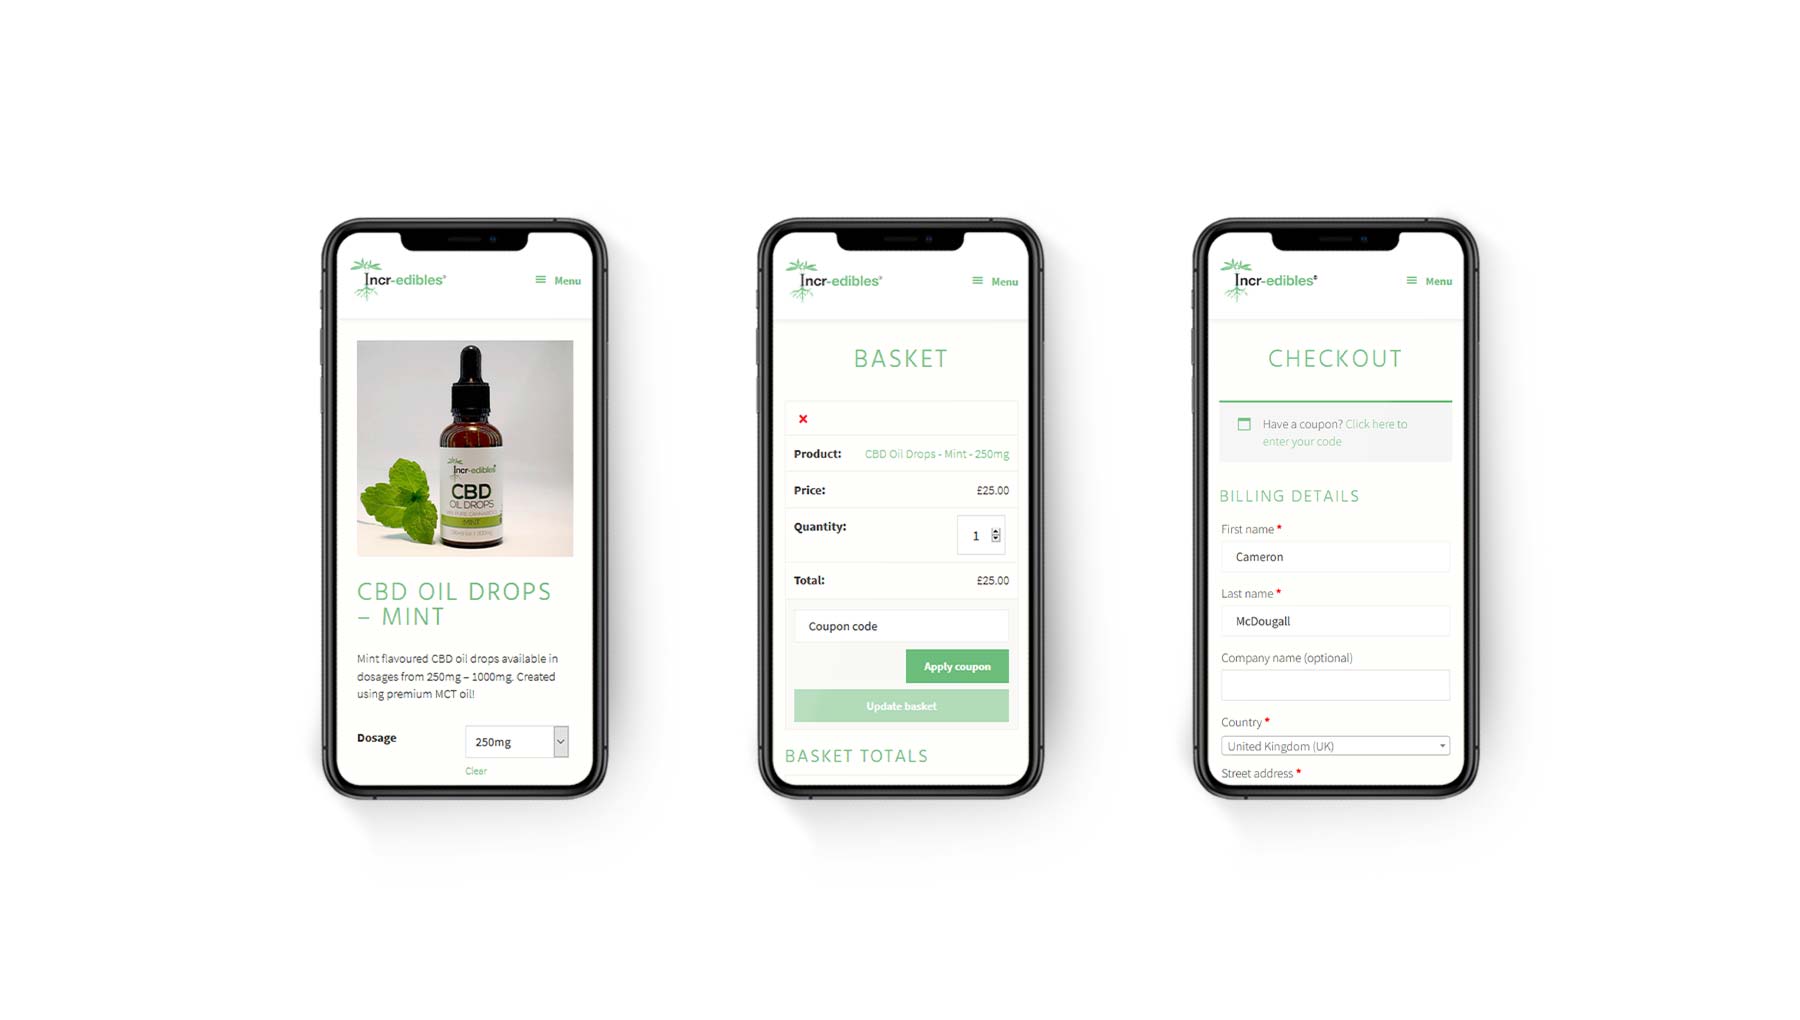 Incr-edibles®
Menu
Incr-edibles®
CBD
OIL DROPS
MINT
CBD OIL DROPS
– MINT
Mint flavoured CBD oil drops available in
dosages from 250mg – 1000mg. Created
using premium MCT oil!
Dosage 250mg
Clear
Incr-edibles®
Menu
BASKET
×
Product: CBD Oil Drops - Mint - 250mg
Price: £25.00
Quantity: 1
Total: £25.00
Coupon code
Apply coupon
Update basket
BASKET TOTALS
Incr-edibles®
Menu
CHECKOUT
Have a coupon? Click here to
enter your code
BILLING DETAILS
First name *
Cameron
Last name *
McDougall
Company name (optional)
Country *
United Kingdom (UK)
Street address *